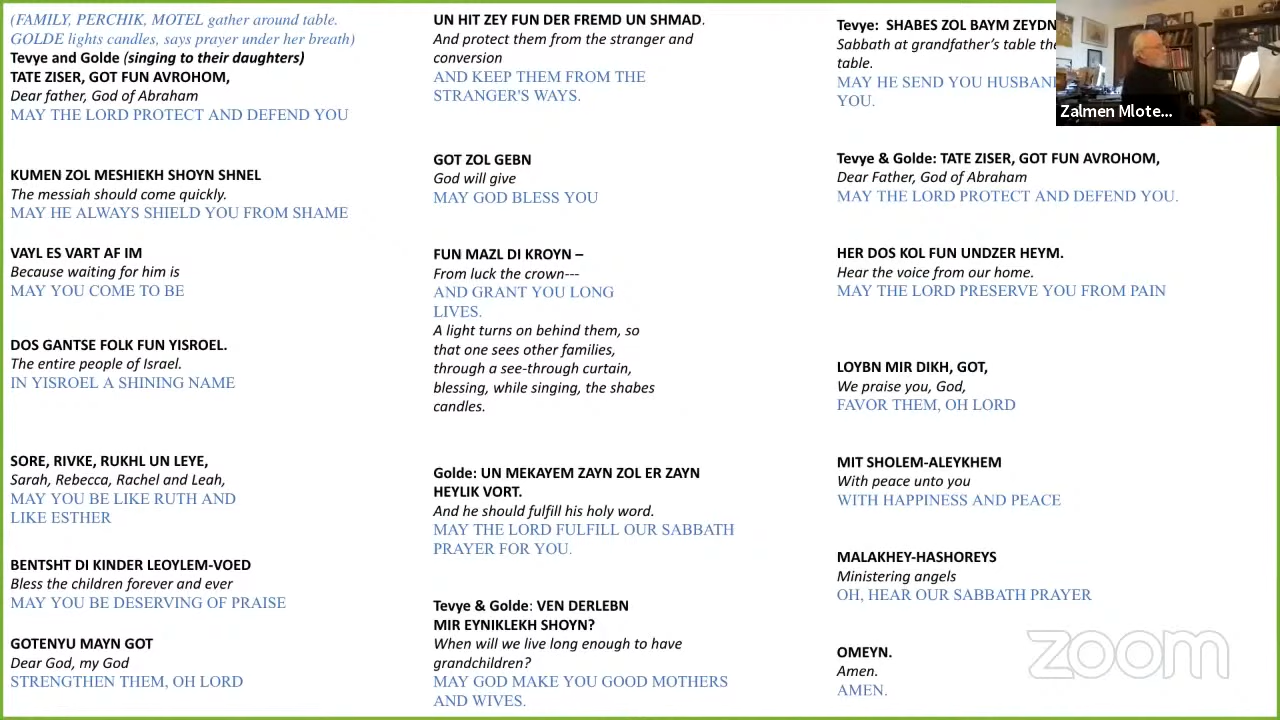 (FAMILY, PERCHIK, MOTEL gather around table.
GOLDE lights candles, says prayer under her breath)
Tevye and Golde (singing to their daughters)
TATE ZISER, GOT FUN AVROHOM,
Dear father, God of Abraham
MAY THE LORD PROTECT AND DEFEND YOU
KUMEN ZOL MESHIEKH SHOYN SHNEL
The messiah should come quickly.
MAY HE ALWAYS SHIELD YOU FROM SHAME
VAYL ES VART AF IM
Because waiting for him is
MAY YOU COME TO BE
DOS GANTSE FOLK FUN YISROEL.
The entire people of Israel.
IN YISROEL A SHINING NAME
SORE, RIVKE, RUKHL UN LEYE,
Sarah, Rebecca, Rachel and Leah,
MAY YOU BE LIKE RUTH AND
LIKE ESTHER
BENTSHT DI KINDER LEOYLEM-VOED
Bless the children forever and ever
MAY YOU BE DESERVING OF PRAISE
GOTENYU MAYN GOT
Dear God, my God
STRENGTHEN THEM, OH LORD
UN HIT ZEY FUN DER FREMD UN SHMAD.
And protect them from the stranger and
conversion
AND KEEP THEM FROM THE
STRANGER'S WAYS.
GOT ZOL GEBN
God will give
MAY GOD BLESS YOU
FUN MAZL DI KROYN –
From luck the crown---
AND GRANT YOU LONG
LIVES.
A light turns on behind them, so
that one sees other families,
through a see-through curtain,
blessing, while singing, the shabes
candles.
Golde: UN MEKAYEM ZAYN ZOL ER ZAYN
HEYLIK VORT.
And he should fulfill his holy word.
MAY THE LORD FULFILL OUR SABBATH
PRAYER FOR YOU.
Tevye & Golde: VEN DERLEBN
MIR EYNIKLEKH SHOYN?
When will we live long enough to have
grandchildren?
MAY GOD MAKE YOU GOOD MOTHERS
AND WIVES.
Tevye: SHABES ZOL BAYM ZEYDN
Sabbath at grandfather's table the
table.
MAY HE SEND YOU HUSBAN
YOU.
Tevye & Golde: TATE ZISER, GOT FUN AVROHOM,
Dear Father, God of Abraham
MAY THE LORD PROTECT AND DEFEND YOU.
HER DOS KOL FUN UNDZER HEYM.
Hear the voice from our home.
MAY THE LORD PRESERVE YOU FROM PAIN
LOYBN MIR DIKH, GOT,
We praise you, God,
FAVOR THEM, OH LORD
MIT SHOLEM-ALEYKHEM
With peace unto you
WITH HAPPINESS AND PEACE
MALAKHEY-HASHOREYS
Ministering angels
OH, HEAR OUR SABBATH PRAYER
OMEYN.
Amen.
AMEN.
Zalmen Mlote...
zoom